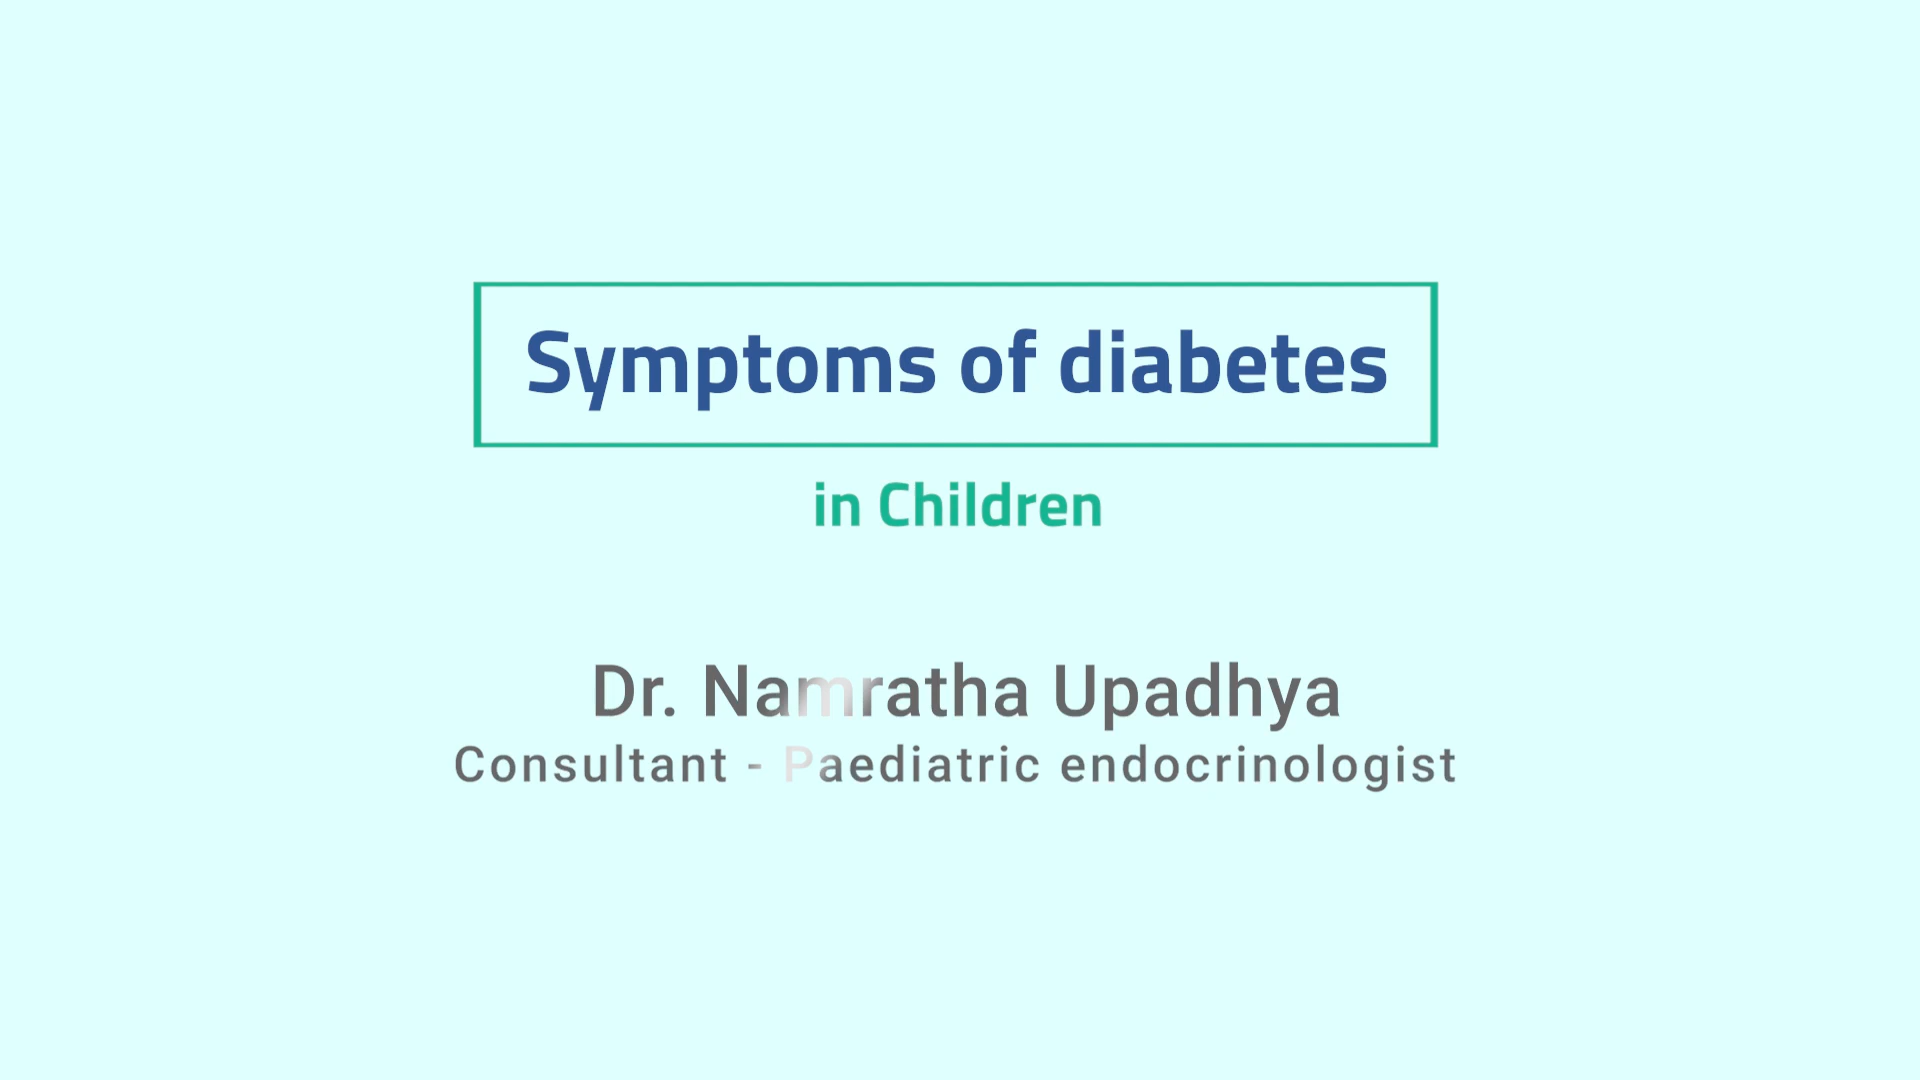 Symptoms of diabetes
in Children
Dr. Namratha Upadhya
Consultant - Paediatric endocrinologist